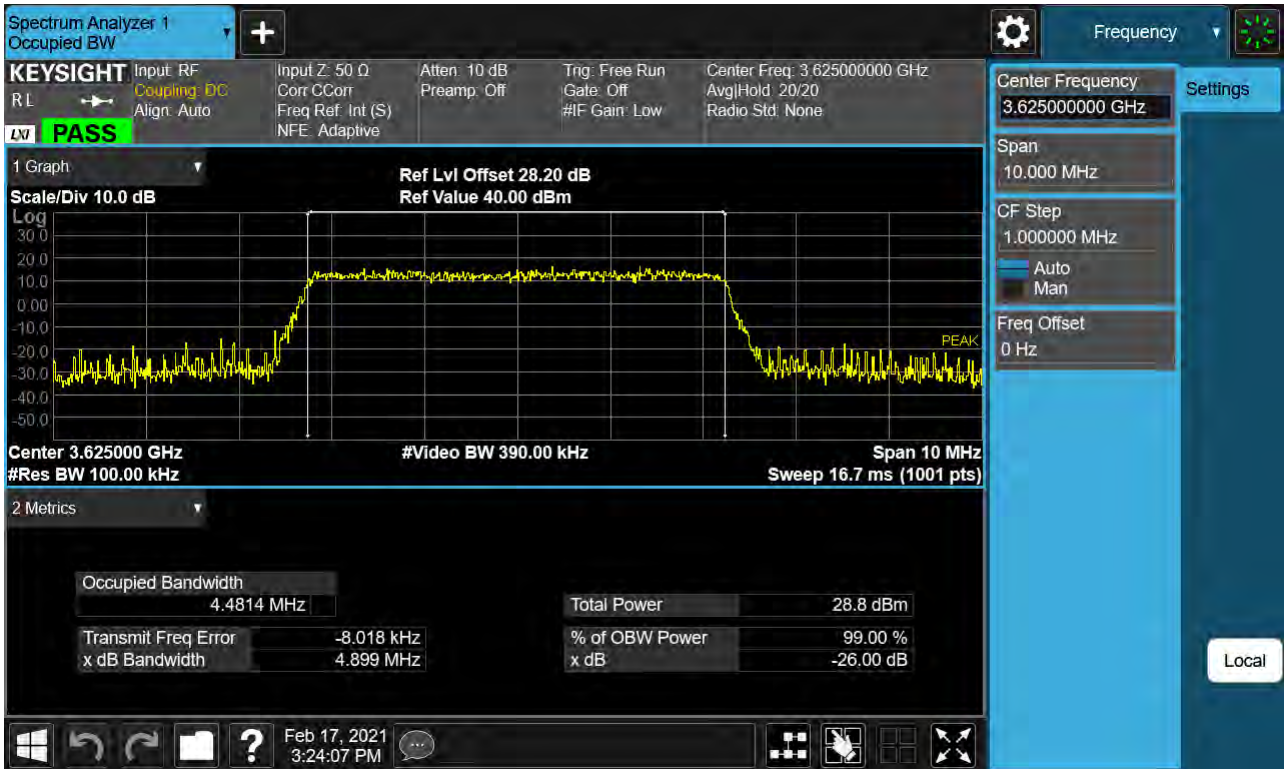 Spectrum Analyzer 1
Occupied BW
Frequency
KEYSIGHT
R L
LXI
PASS
Input: RF
Coupling: DC
Align: Auto
Input Z: 50 Ω
Corr CCorr
Freq Ref: Int (S)
NFE: Adaptive
Atten: 10 dB
Preamp: Off
Trig: Free Run
Gate: Off
#IF Gain: Low
Center Freq: 3.625000000 GHz
Avg|Hold: 20/20
Radio Std: None
Center Frequency
3.625000000 GHz
Settings
Span
10.000 MHz
CF Step
1.000000 MHz
Auto
Man
Freq Offset
0 Hz
Local
1 Graph
Scale/Div 10.0 dB
Ref Lvl Offset 28.20 dB
Ref Value 40.00 dBm
Log
30.0
20.0
10.0
0.00
-10.0
-20.0
-30.0
-40.0
-50.0
PEAK
Center 3.625000 GHz
#Video BW 390.00 kHz
Span 10 MHz
#Res BW 100.00 kHz
Sweep 16.7 ms (1001 pts)
2 Metrics
Occupied Bandwidth
4.4814 MHz
Total Power 28.8 dBm
Transmit Freq Error -8.018 kHz
% of OBW Power 99.00 %
x dB Bandwidth 4.899 MHz
x dB -26.00 dB
Feb 17, 2021
3:24:07 PM